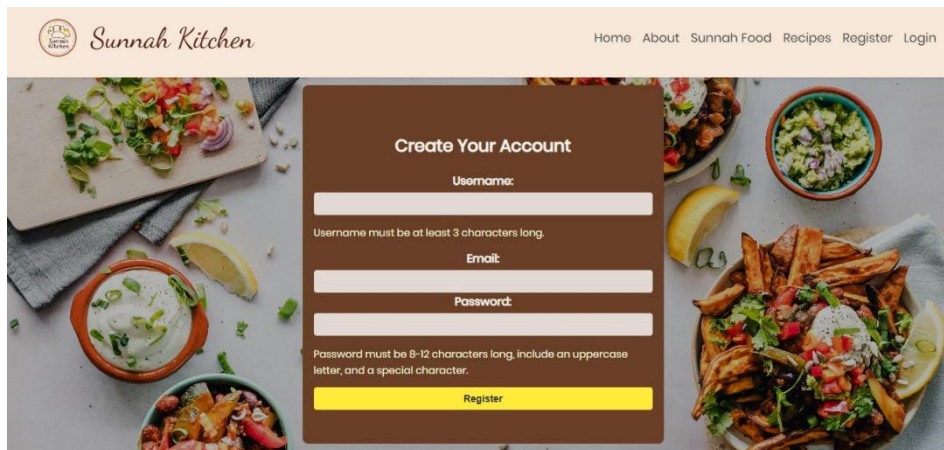 Sunnah Kitchen
Sunnah Kitchen
Home About Sunnah Food Recipes Register Login
Create Your Account
Username:
Username must be at least 3 characters long.
Email:
Password:
Password must be 8-12 characters long, include an uppercase
letter, and a special character.
Register